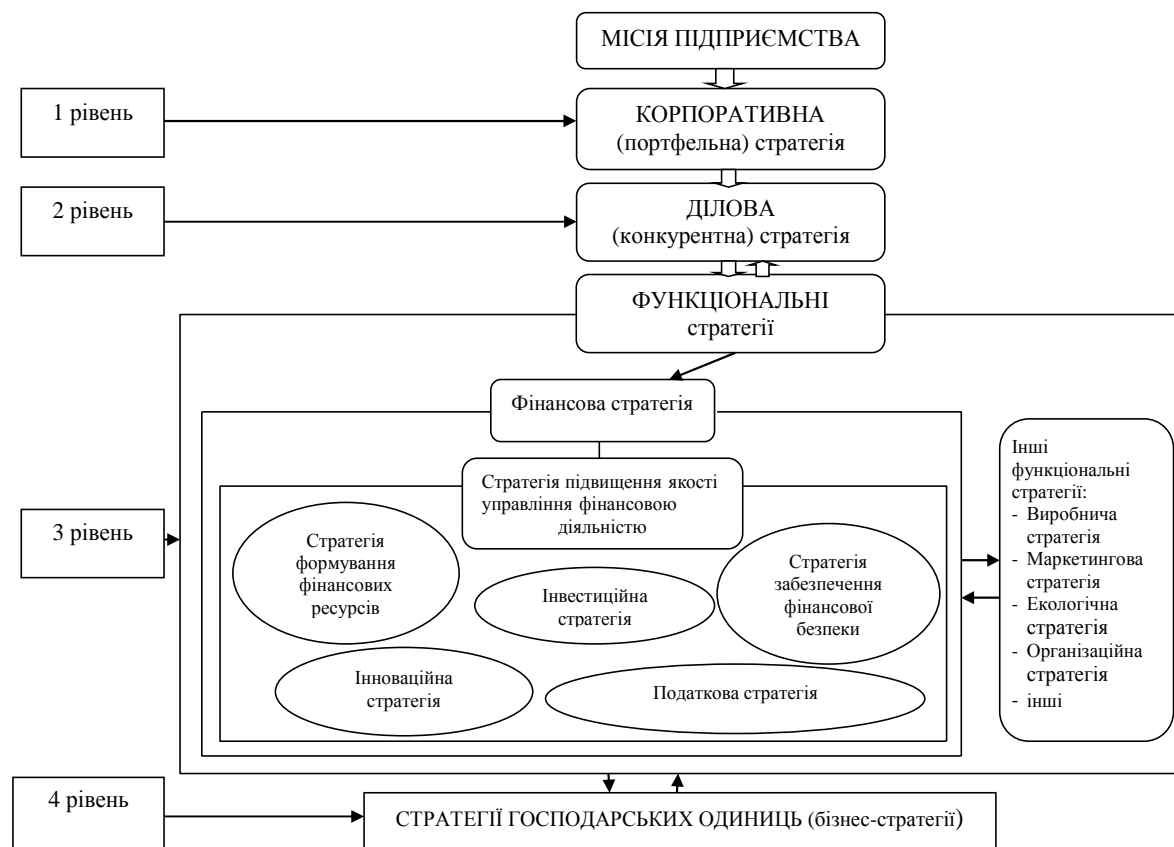 МІСІЯ ПІДПРИЄМСТВА
1 рівень
КОРПОРАТИВНА
(портфельна) стратегія
2 рівень
ДІЛОВА
(конкурентна) стратегія
ФУНКЦІОНАЛЬНІ
стратегії
Фінансова стратегія
Стратегія підвищення якості
управління фінансовою
діяльністю
3 рівень
Стратегія
формування
фінансових
ресурсів
Інвестиційна
стратегія
Стратегія
забезпечення
фінансової
безпеки
Інноваційна
стратегія
Податкова стратегія
Інші
функціональні
стратегії:
- Виробнича
стратегія
- Маркетингова
стратегія
- Екологічна
стратегія
- Організаційна
стратегія
- інші
4 рівень
СТРАТЕГІЇ ГОСПОДАРСЬКИХ ОДИНИЦЬ (бізнес-стратегії)